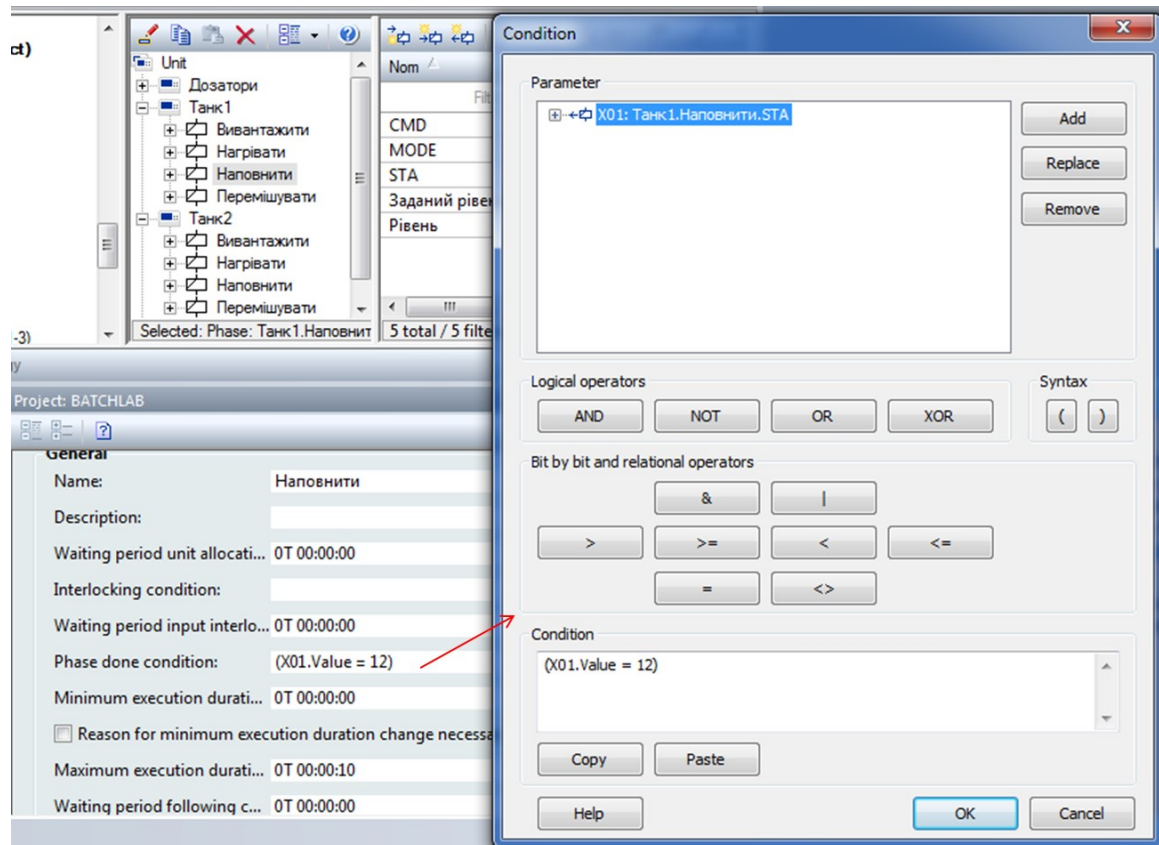 ct)
-3)
Unit
Дозатори
Танк1
Вивантажити
Нагрівати
Наповнити
Перемішувати
Танк2
Вивантажити
Нагрівати
Наповнити
Перемішувати
Selected: Phase: Танк1.Наповнит
Nom
Filt
CMD
MODE
STA
Заданий рівен
Рівень
5 total / 5 filte
Project: BATCHLAB
General
Name: Наповнити
Description:
Waiting period unit allocati... 0T 00:00:00
Interlocking condition:
Waiting period input interlo... 0T 00:00:00
Phase done condition: (X01.Value = 12)
Minimum execution durati... 0T 00:00:00
Reason for minimum execution duration change necessa
Maximum execution durati... 0T 00:00:10
Waiting period following c... 0T 00:00:00
Condition
Parameter
X01: Танк1.Наповнити.STA
Add
Replace
Remove
Logical operators
AND NOT OR XOR
Syntax
( )
Bit by bit and relational operators
& |
> >= < <=
= <>
Condition
(X01.Value = 12)
Copy Paste
Help OK Cancel